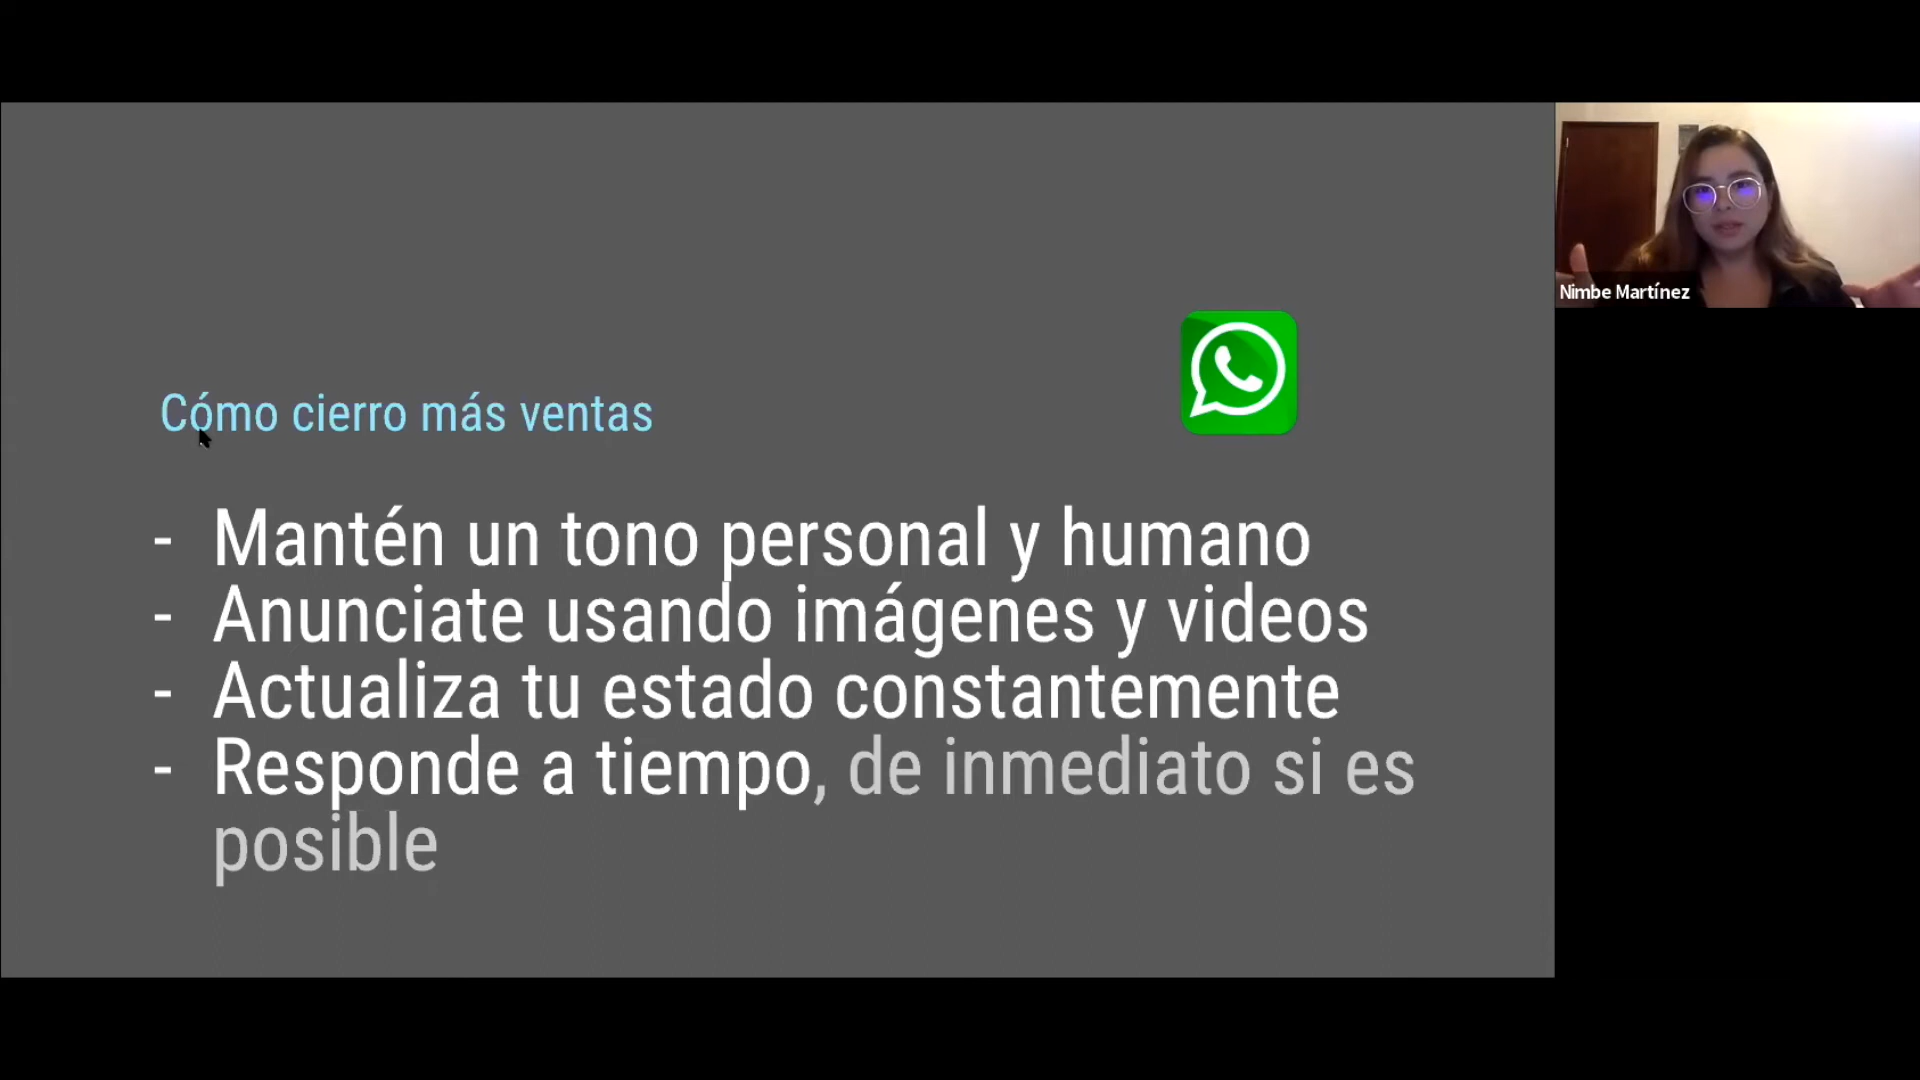 Cómo cierro más ventas
- Mantén un tono personal y humano
- Anunciate usando imágenes y videos
- Actualiza tu estado constantemente
- Responde a tiempo, de inmediato si es
posible
Nimbe Martínez